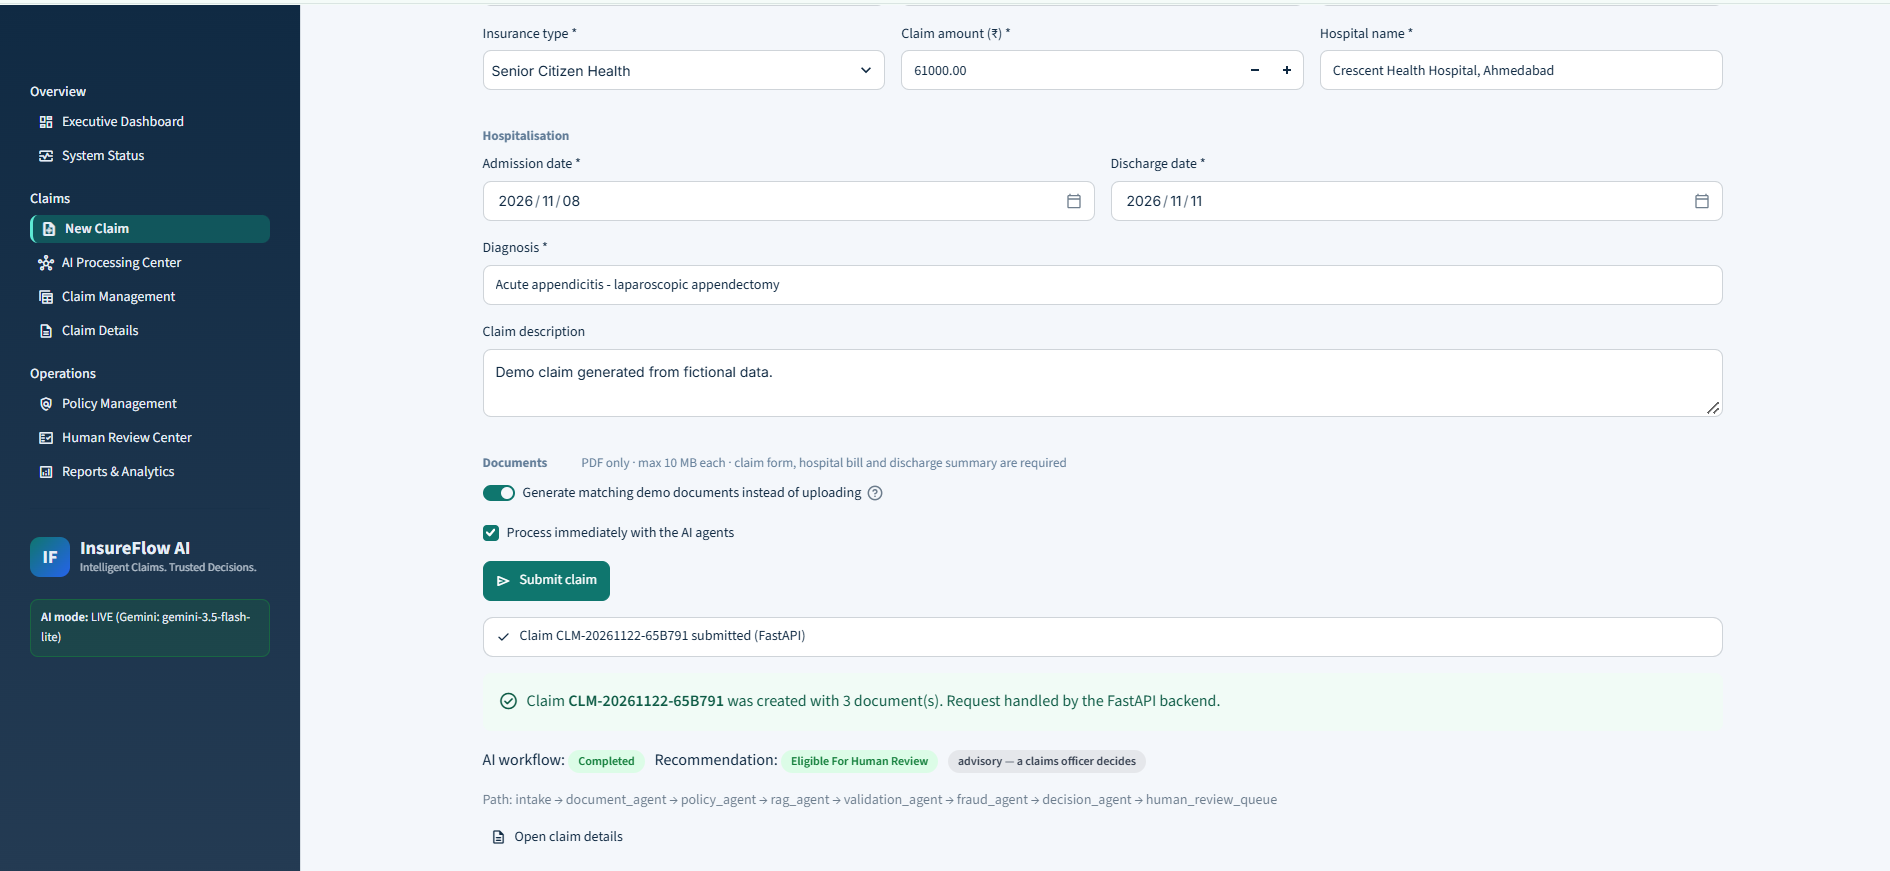 Overview
Executive Dashboard
System Status
Claims
New Claim
AI Processing Center
Claim Management
Claim Details
Operations
Policy Management
Human Review Center
Reports & Analytics
IF
InsureFlow AI
Intelligent Claims. Trusted Decisions.
AI mode: LIVE (Gemini: gemini-3.5-flash-
lite)
Insurance type *
Claim amount (₹) *
Hospital name *
Senior Citizen Health
61000.00
Crescent Health Hospital, Ahmedabad
Hospitalisation
Admission date *
Discharge date *
2026/11/08
2026/11/11
Diagnosis *
Acute appendicitis - laparoscopic appendectomy
Claim description
Demo claim generated from fictional data.
Documents PDF only · max 10 MB each · claim form, hospital bill and discharge summary are required
Generate matching demo documents instead of uploading
Process immediately with the AI agents
Submit claim
Claim CLM-20261122-65B791 submitted (FastAPI)
Claim CLM-20261122-65B791 was created with 3 document(s). Request handled by the FastAPI backend.
AI workflow: Completed Recommendation: Eligible For Human Review advisory — a claims officer decides
Path: intake → document_agent → policy_agent → rag_agent → validation_agent → fraud_agent → decision_agent → human_review_queue
Open claim details